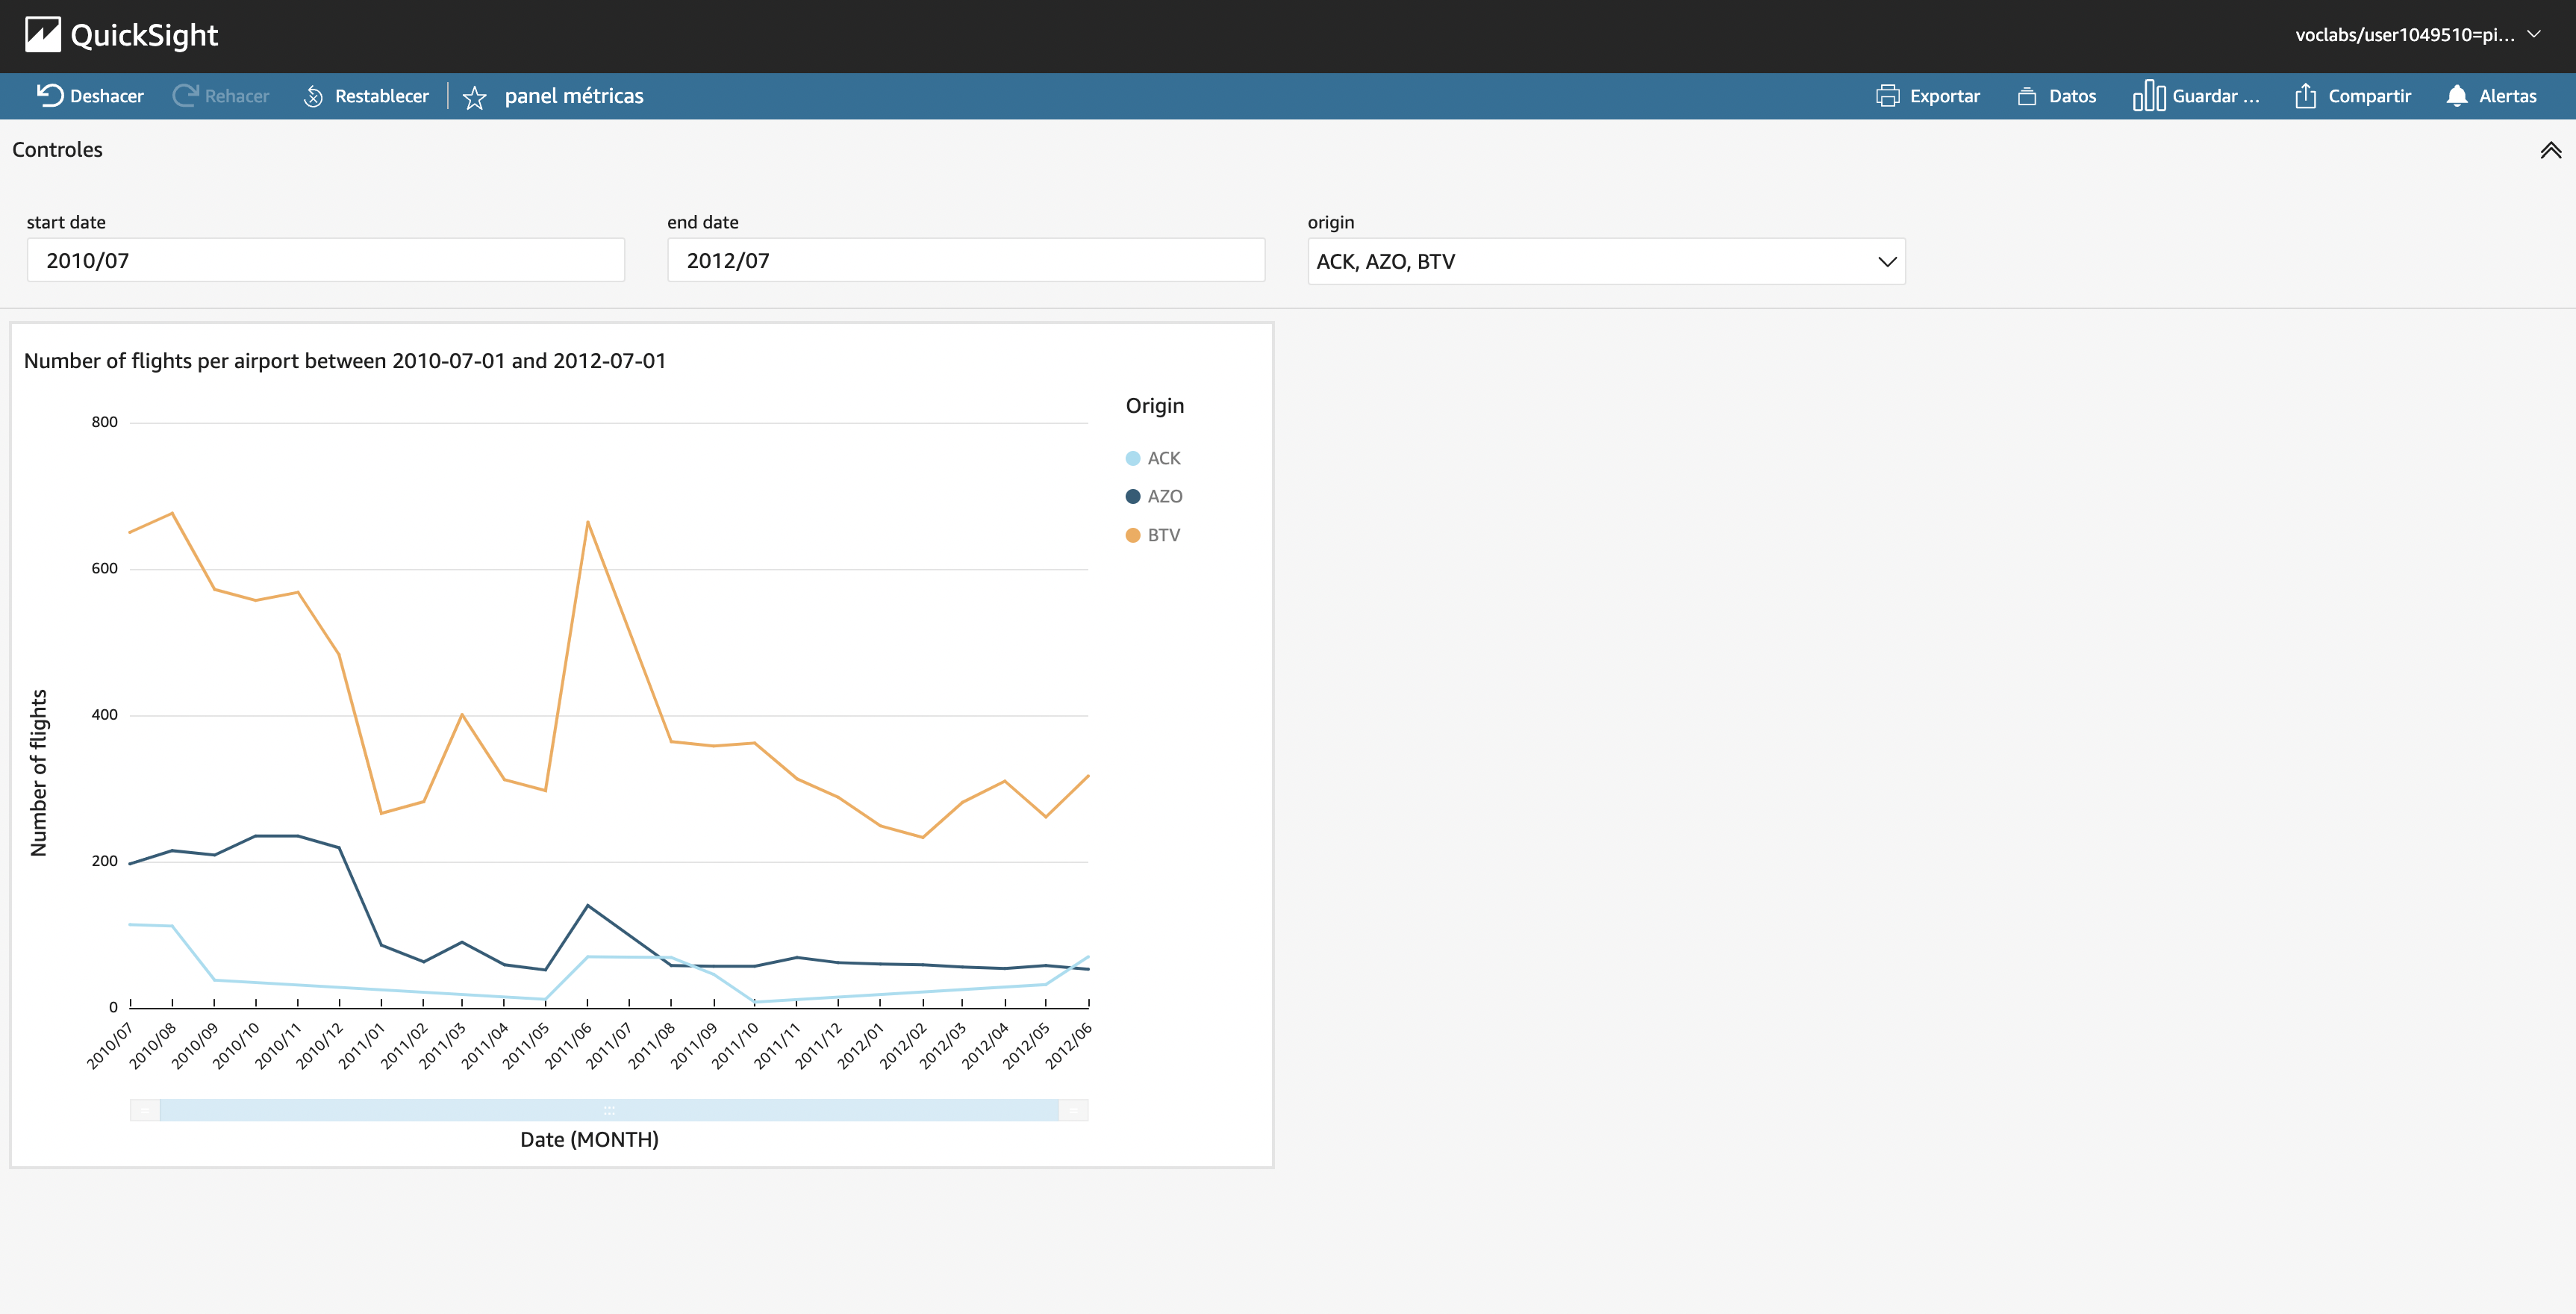 QuickSight
voclabs/user1049510=pi...
Deshacer
Rehacer
Restablecer
panel métricas
Exportar
Datos
Guardar ...
Compartir
Alertas
Controles
start date
end date
origin
2010/07
2012/07
ACK, AZO, BTV
Number of flights per airport between 2010-07-01 and 2012-07-01
Origin
ACK
AZO
BTV
Number of flights
800
600
400
200
0
2010/07
2010/08
2010/09
2010/10
2010/11
2010/12
2011/01
2011/02
2011/03
2011/04
2011/05
2011/06
2011/07
2011/08
2011/09
2011/10
2011/11
2011/12
2012/01
2012/02
2012/03
2012/04
2012/05
2012/06
Date (MONTH)